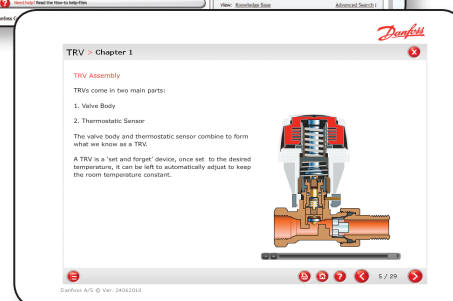 Need help? Read the How-to help-files
View: Knowledge Base
Advanced Search
Danfoss
TRV > Chapter 1
TRV Assembly
TRVs come in two main parts:
1. Valve Body
2. Thermostatic Sensor
The valve body and thermostatic sensor combine to form
what we know as a TRV.
A TRV is a 'set and forget' device, once set to the desired
temperature, it can be left to automatically adjust to keep
the room temperature constant.
5 / 29
Danfoss A/S © Ver. 24062010